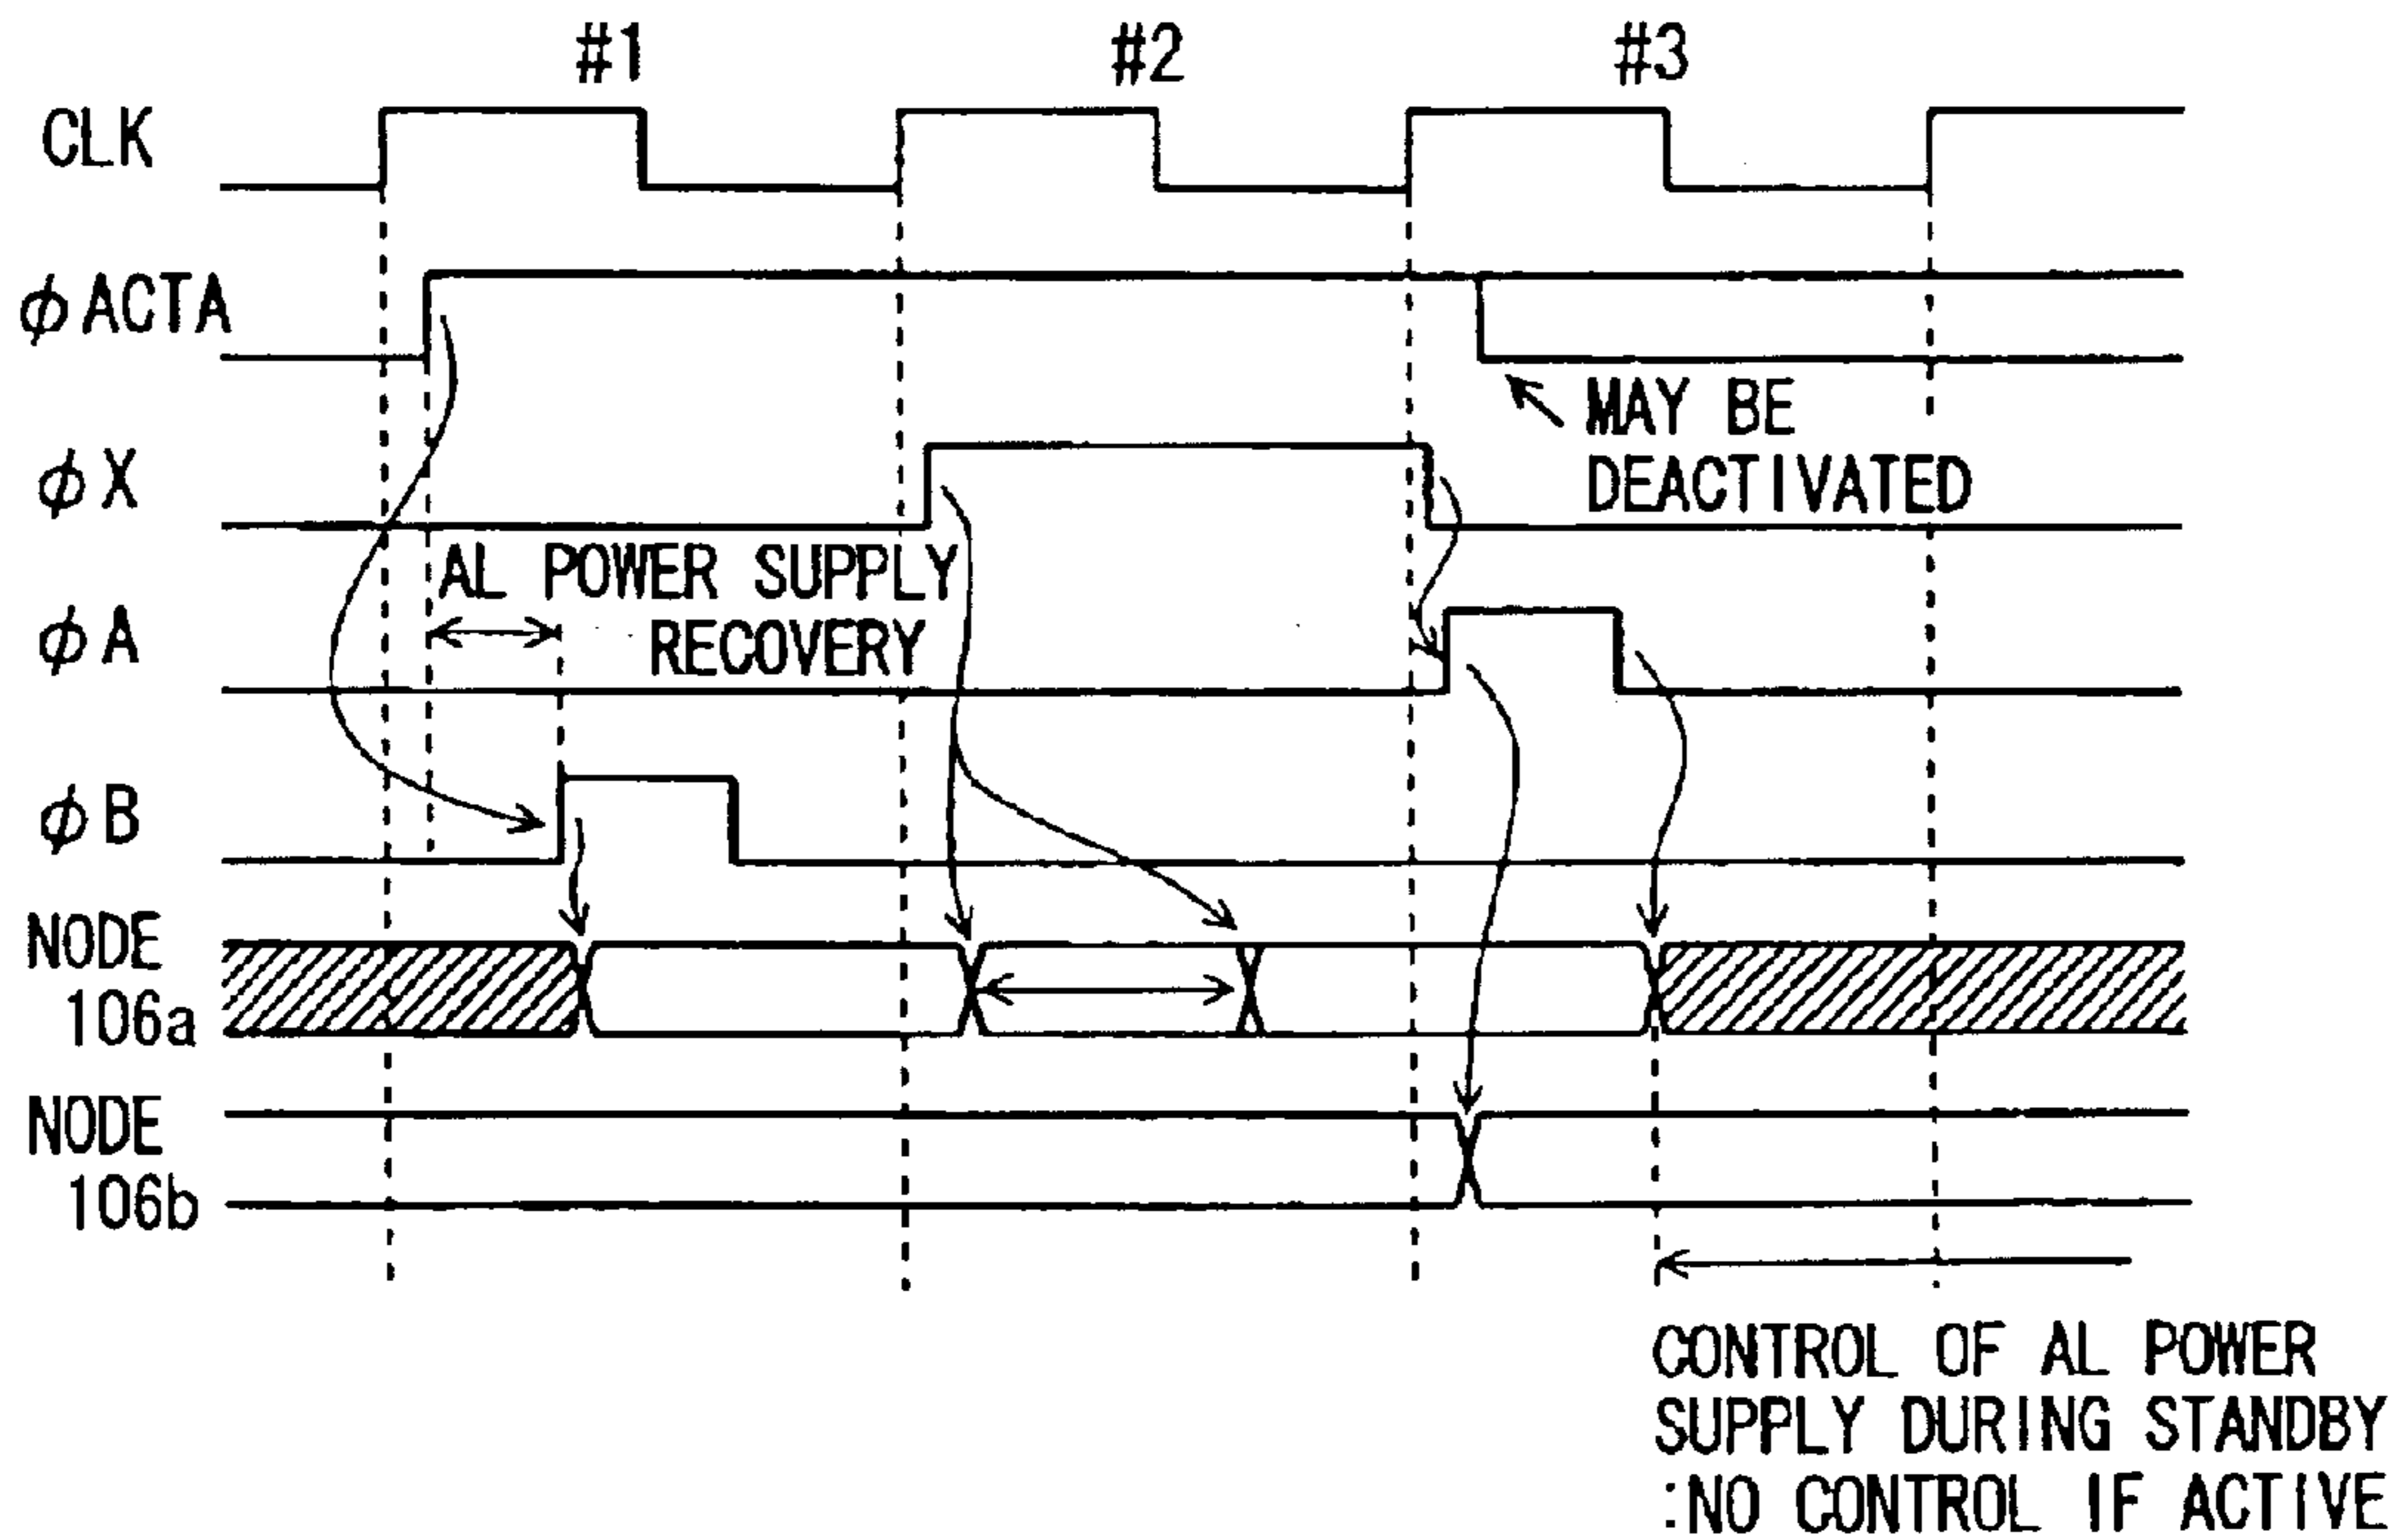 #1 #2 #3
CLK
φACTA
MAY BE
DEACTIVATED
φX
AL POWER SUPPLY
RECOVERY
φA
φB
NODE
106a
NODE
106b
CONTROL OF AL POWER
SUPPLY DURING STANDBY
:NO CONTROL IF ACTIVE